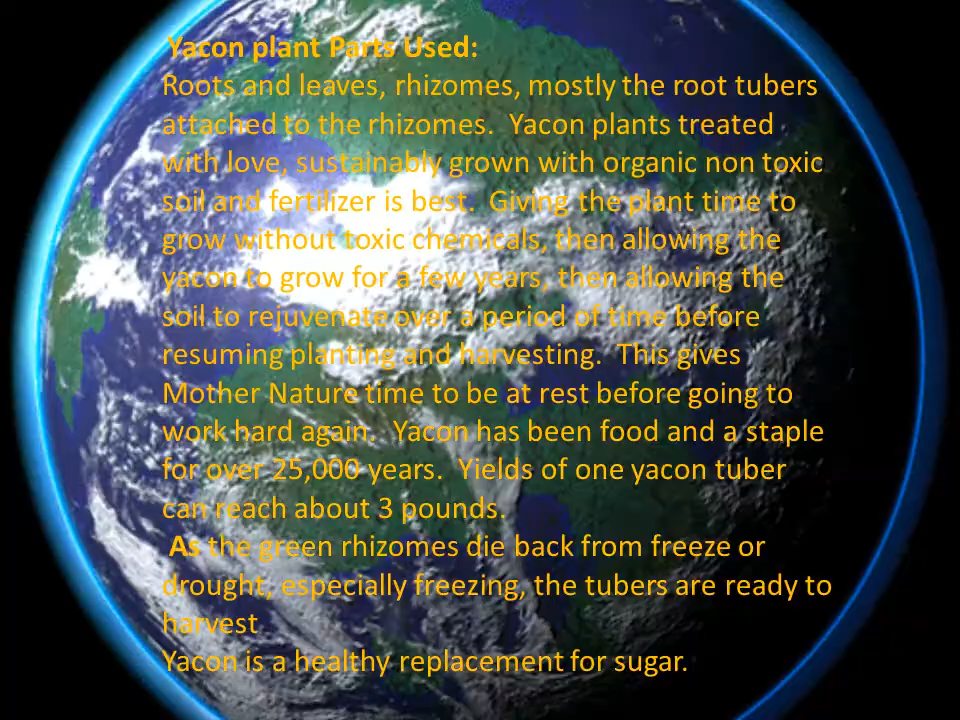 Yacon plant Parts Used:
Roots and leaves, rhizomes, mostly the root tubers
attached to the rhizomes.  Yacon plants treated
with love, sustainably grown with organic non toxic
soil and fertilizer is best.  Giving the plant time to
grow without toxic chemicals, then allowing the
yacon to grow for a few years, then allowing the
soil to rejuvenate over a period of time before
resuming planting and harvesting.  This gives
Mother Nature time to be at rest before going to
work hard again.  Yacon has been food and a staple
for over 25,000 years.  Yields of one yacon tuber
can reach about 3 pounds.
As the green rhizomes die back from freeze or
drought, especially freezing, the tubers are ready to
harvest
Yacon is a healthy replacement for sugar.